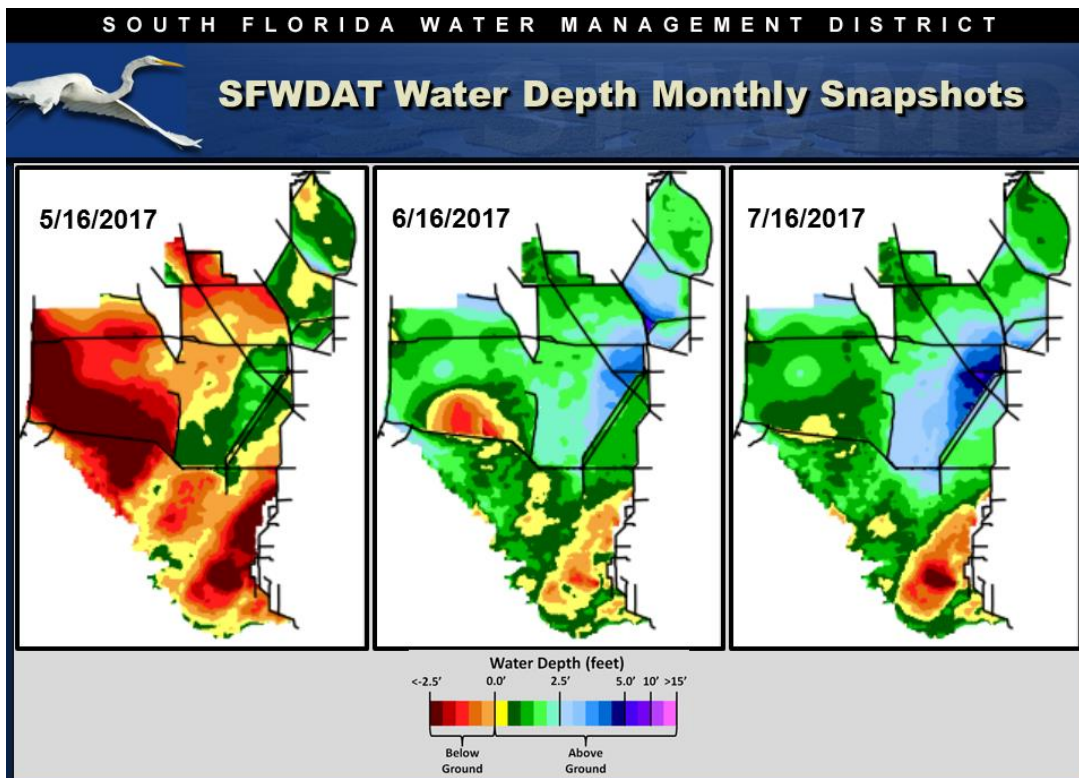 SOUTH FLORIDA WATER MANAGEMENT DISTRICT
SFWDAT Water Depth Monthly Snapshots
5/16/2017
6/16/2017
7/16/2017
Water Depth (feet)
<-2.5' 0.0' 2.5' 5.0' 10' >15'
Below Ground
Above Ground